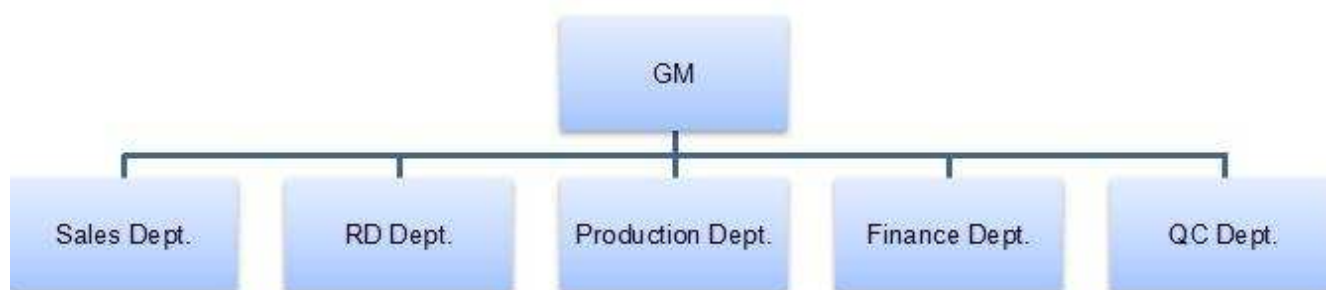 GM
Sales Dept.
RD Dept.
Production Dept.
Finance Dept.
QC Dept.